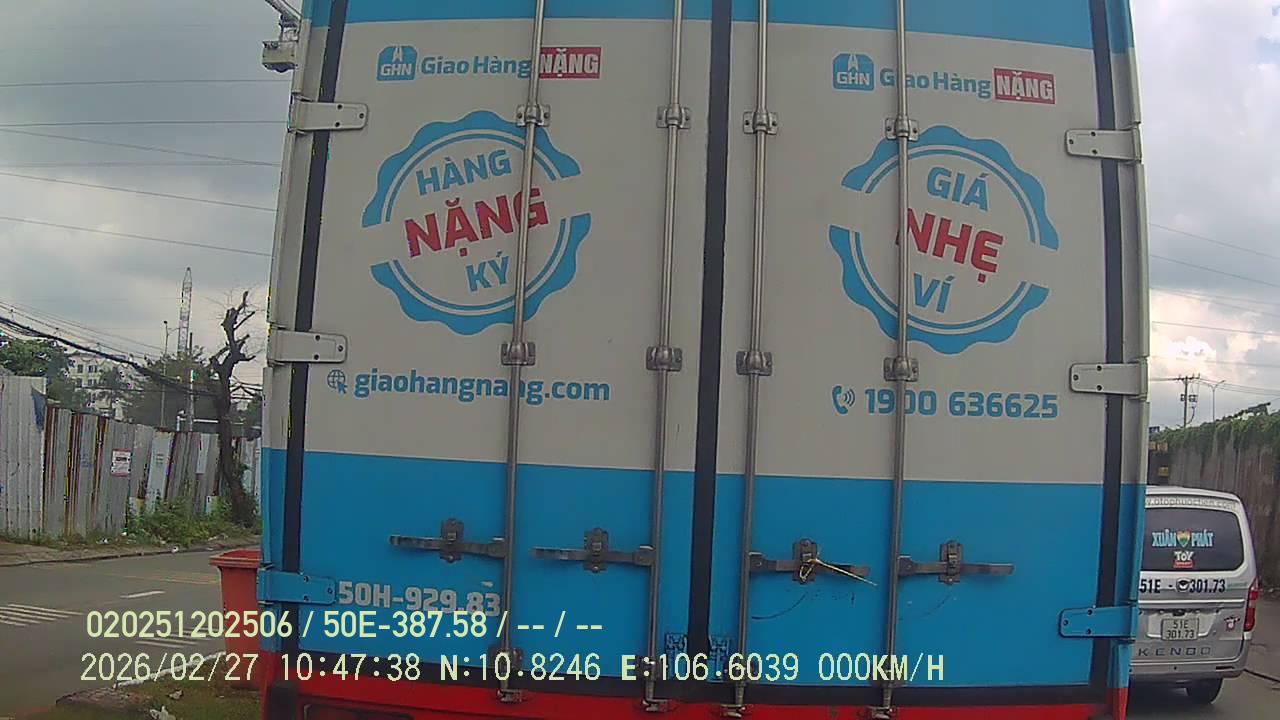 GHN Giao Hàng NẶNG
HÀNG
NẶNG
KÝ
giaohangnang.com
GHN Giao Hàng NẶNG
GIÁ
NHẸ
VÍ
1900 636625
50H-929.83
XUÂN PHÁT
TOY
51E - 301.73
51E
301.73
KENBO
020251202506 / 50E-387.58 / -- / --
2026/02/27 10:47:38 N:10.8246 E:106.6039 000KM/H